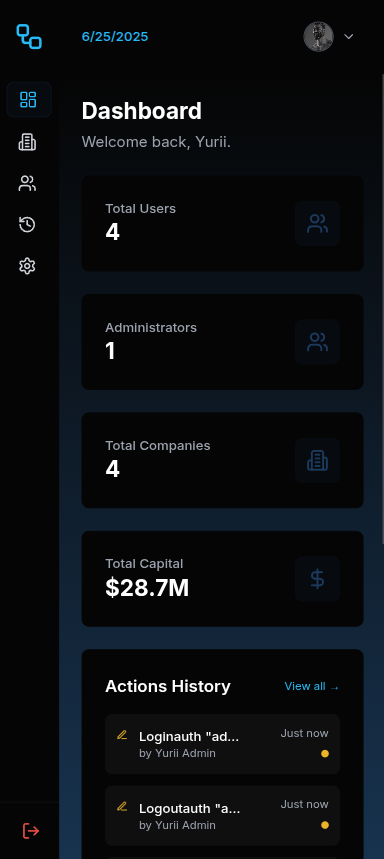 6/25/2025
Dashboard
Welcome back, Yurii.
Total Users
4
Administrators
1
Total Companies
4
Total Capital
$28.7M
Actions History
View all →
Loginauth "ad...
Just now
by Yurii Admin
Logoutauth "a...
Just now
by Yurii Admin